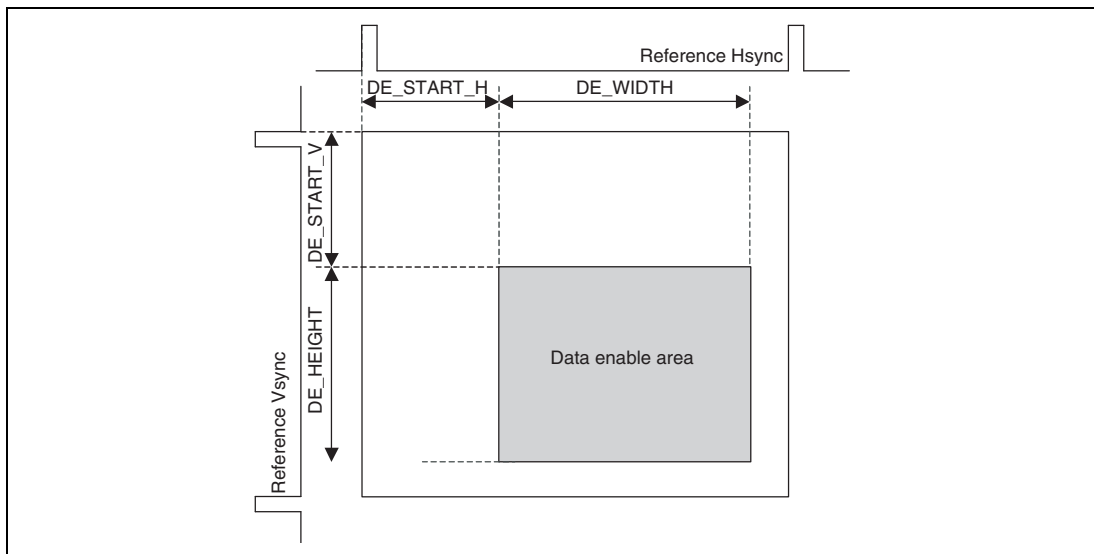 Reference Hsync
DE_START_H
DE_WIDTH
DE_START_V
DE_HEIGHT
Reference Vsync
Data enable area